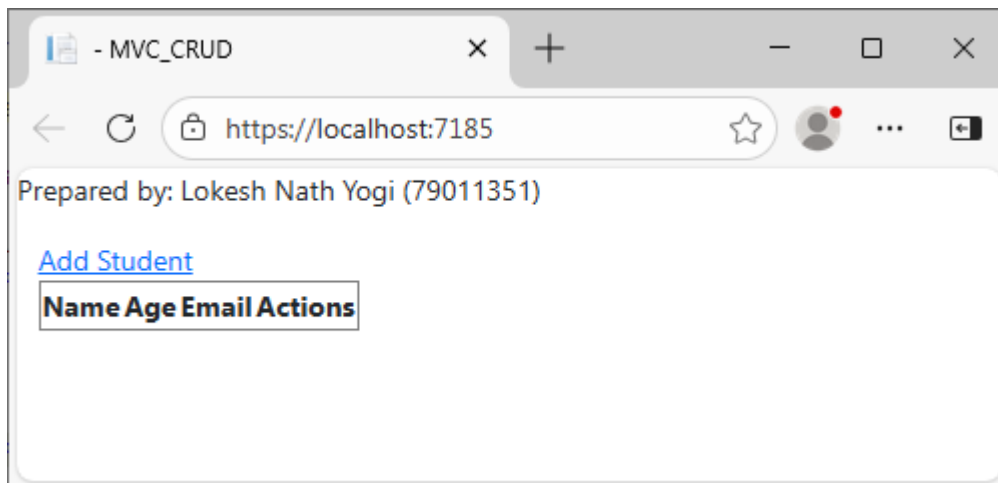 - MVC_CRUD
https://localhost:7185
Prepared by: Lokesh Nath Yogi (79011351)
Add Student
Name Age Email Actions